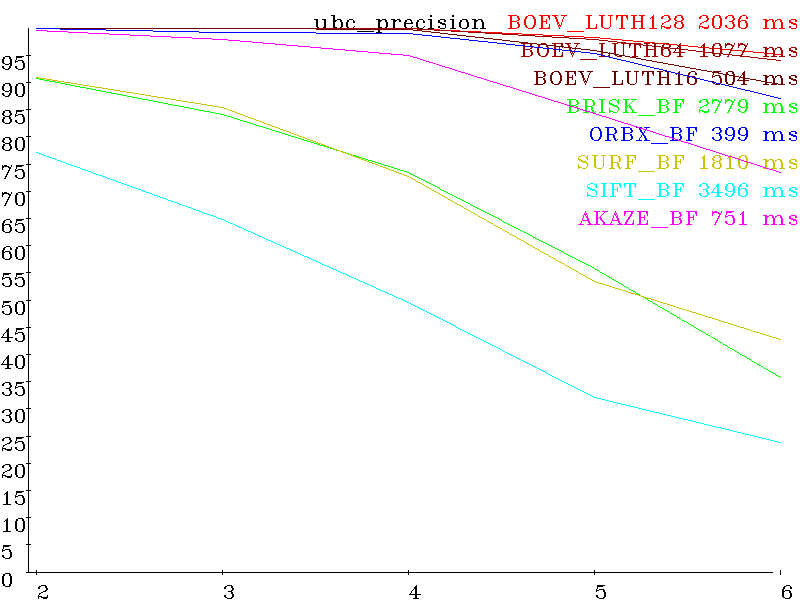 ubc_precision BOEV_LUTH128 2036 ms
BOEV_LUTH64 1077 ms
BOEV_LUTH16 504 ms
BRISK_BF 2779 ms
ORBX_BF 399 ms
SURF_BF 1810 ms
SIFT_BF 3496 ms
AKAZE_BF 751 ms
95
90
85
80
75
70
65
60
55
50
45
40
35
30
25
20
15
10
5
0
2 3 4 5 6